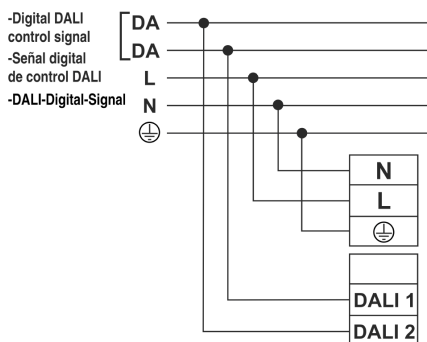 -Digital DALI
control signal
-Señal digital
de control DALI
-DALI-Digital-Signal
DA
DA
L
N
N
L
DALI 1
DALI 2